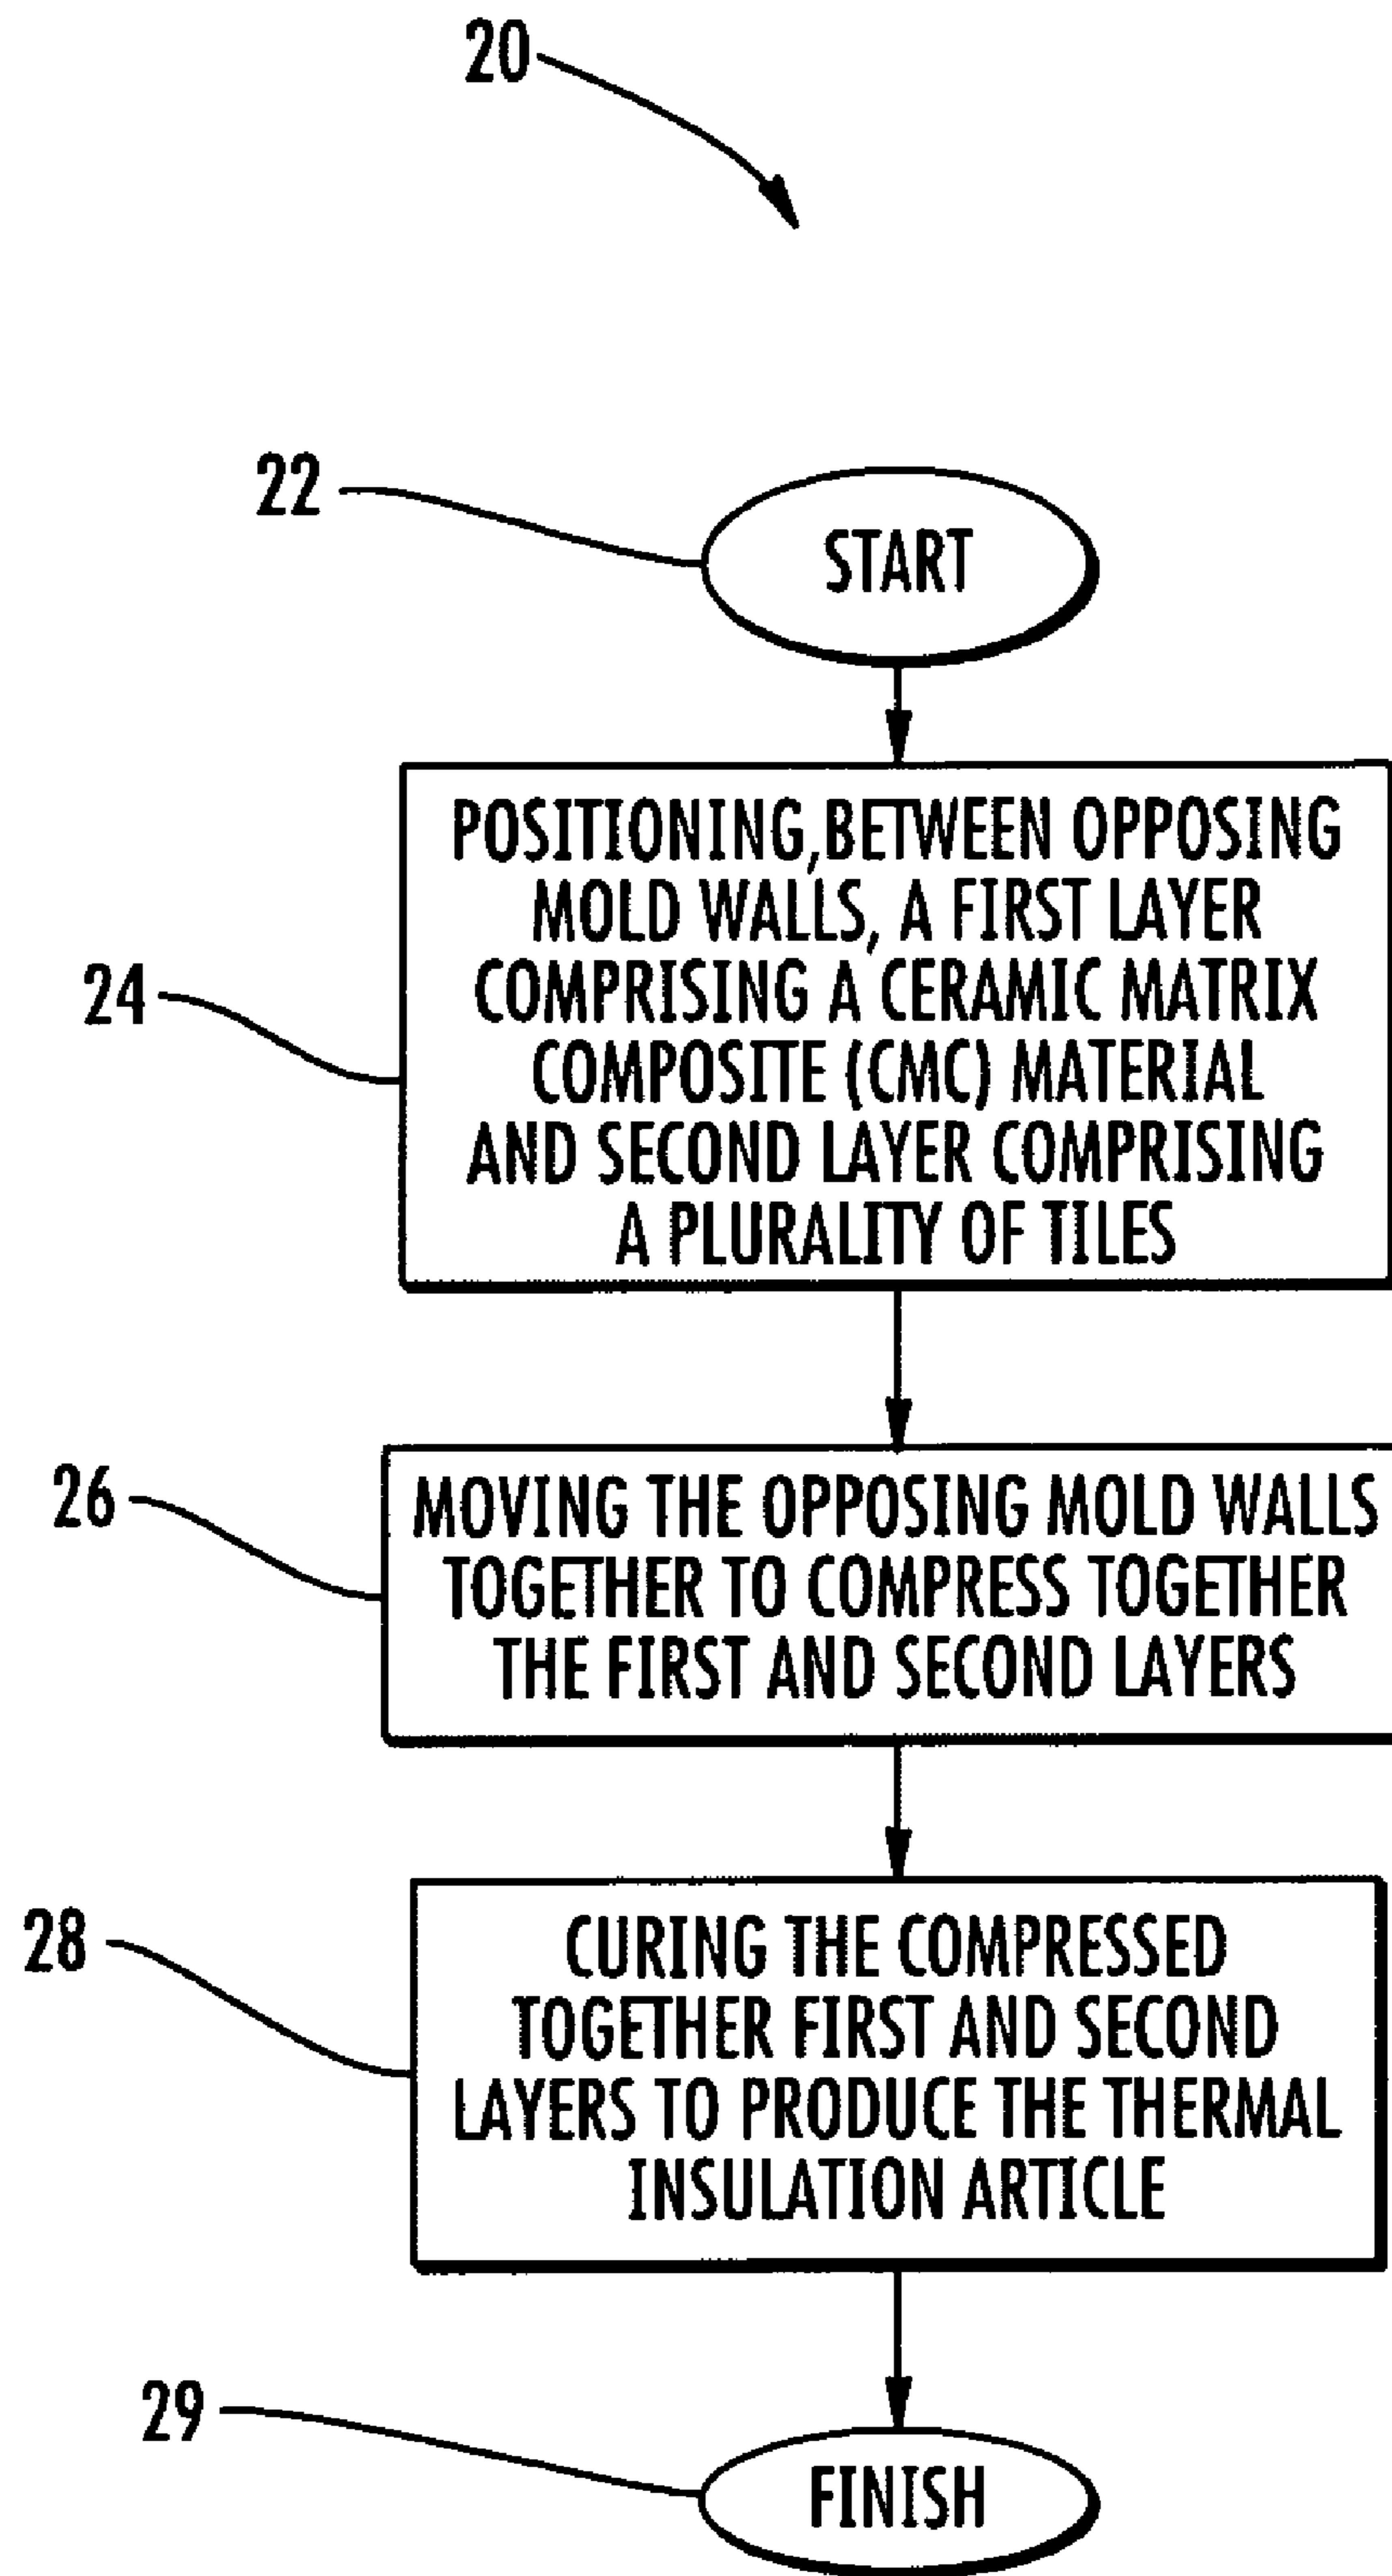 20
22
START
POSITIONING, BETWEEN OPPOSING
MOLD WALLS, A FIRST LAYER
COMPRISING A CERAMIC MATRIX
COMPOSITE (CMC) MATERIAL
AND SECOND LAYER COMPRISING
A PLURALITY OF TILES
24
MOVING THE OPPOSING MOLD WALLS
TOGETHER TO COMPRESS TOGETHER
THE FIRST AND SECOND LAYERS
26
CURING THE COMPRESSED
TOGETHER FIRST AND SECOND
LAYERS TO PRODUCE THE THERMAL
INSULATION ARTICLE
28
29
FINISH